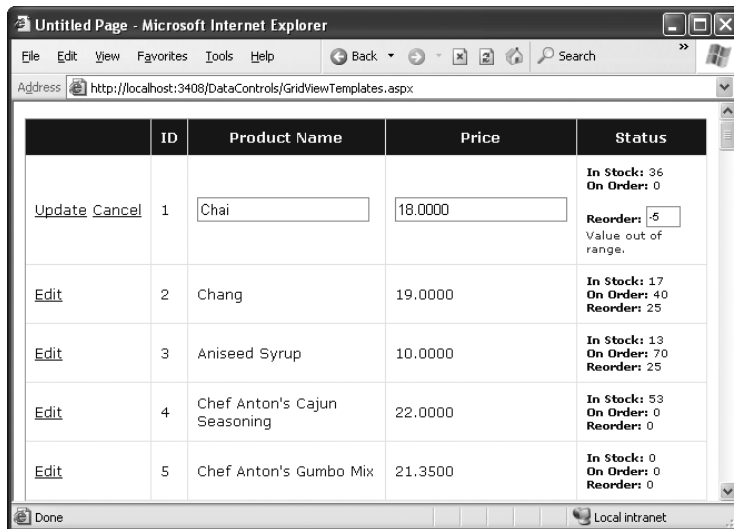 Untitled Page - Microsoft Internet Explorer
File Edit View Favorites Tools Help Back Search »
Address http://localhost:3408/DataControls/GridViewTemplates.aspx
ID Product Name Price Status
Update Cancel 1 Chai 18.0000
In Stock: 36
On Order: 0
Reorder: -5
Value out of
range.
Edit 2 Chang 19.0000
In Stock: 17
On Order: 40
Reorder: 25
Edit 3 Aniseed Syrup 10.0000
In Stock: 13
On Order: 70
Reorder: 25
Edit 4 Chef Anton's Cajun
Seasoning 22.0000
In Stock: 53
On Order: 0
Reorder: 0
Edit 5 Chef Anton's Gumbo Mix 21.3500
In Stock: 0
On Order: 0
Reorder: 0
Done Local intranet